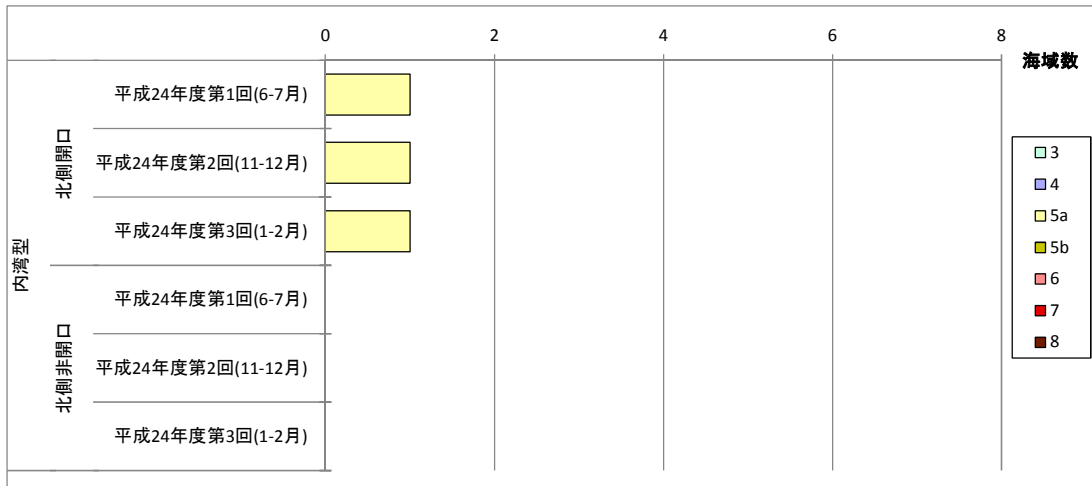 0 2 4 6 8
海域数
内湾型
北側開口
平成24年度第1回(6-7月)
平成24年度第2回(11-12月)
平成24年度第3回(1-2月)
北側非開口
平成24年度第1回(6-7月)
平成24年度第2回(11-12月)
平成24年度第3回(1-2月)
3
4
5a
5b
6
7
8